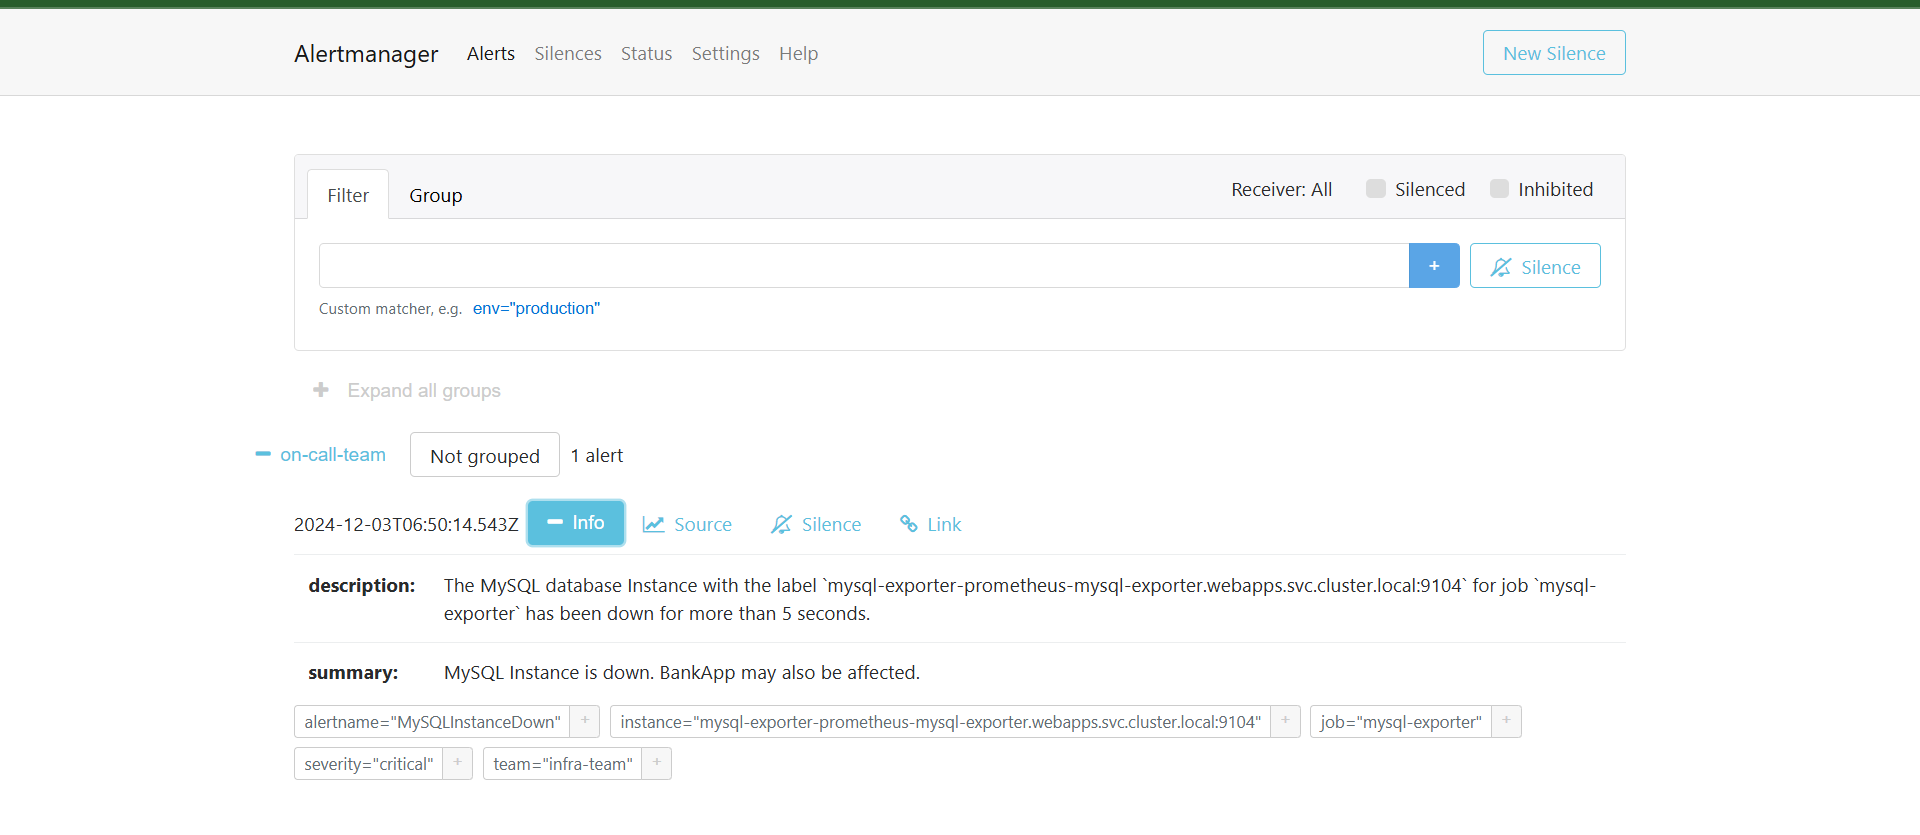 Alertmanager Alerts Silences Status Settings Help New Silence
Filter Group Receiver: All Silenced Inhibited
+ Silence
Custom matcher, e.g. env="production"
+ Expand all groups
on-call-team Not grouped 1 alert
2024-12-03T06:50:14.543Z Info Source Silence Link
description: The MySQL database Instance with the label `mysql-exporter-prometheus-mysql-exporter.webapps.svc.cluster.local:9104` for job `mysql-
exporter` has been down for more than 5 seconds.
summary: MySQL Instance is down. BankApp may also be affected.
alertname="MySQLInstanceDown" + instance="mysql-exporter-prometheus-mysql-exporter.webapps.svc.cluster.local:9104" + job="mysql-exporter" +
severity="critical" + team="infra-team" +